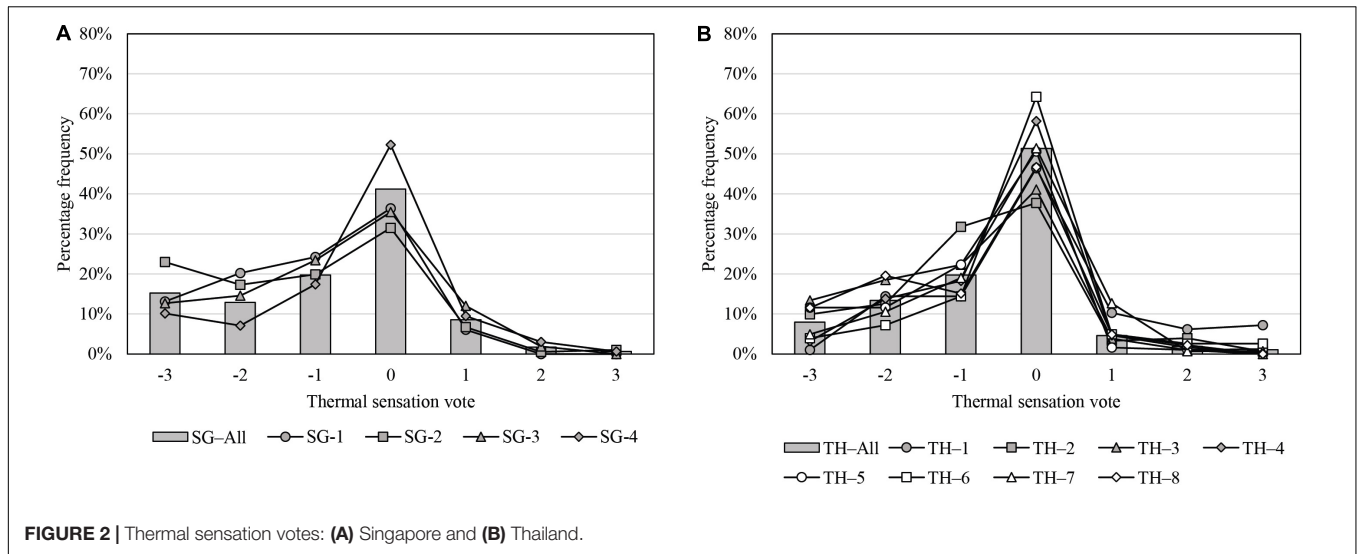 A
80%
70%
60%
50%
40%
30%
20%
10%
0%
Percentage frequency
-3 -2 -1 0 1 2 3
Thermal sensation vote
SG–All SG-1 SG-2 SG-3 SG-4
B
80%
70%
60%
50%
40%
30%
20%
10%
0%
Percentage frequency
-3 -2 -1 0 1 2 3
Thermal sensation vote
TH–All TH–1 TH–2 TH–3 TH–4
TH–5 TH–6 TH–7 TH–8
FIGURE 2 | Thermal sensation votes: (A) Singapore and (B) Thailand.